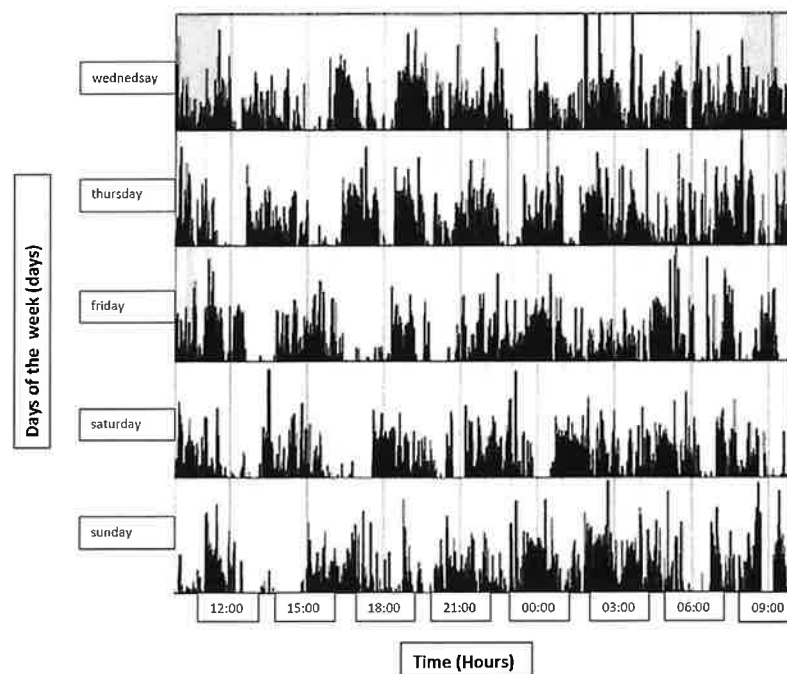 wednedsay
thursday
friday
saturday
sunday
Days of the week (days)
12:00
15:00
18:00
21:00
00:00
03:00
06:00
09:00
Time (Hours)